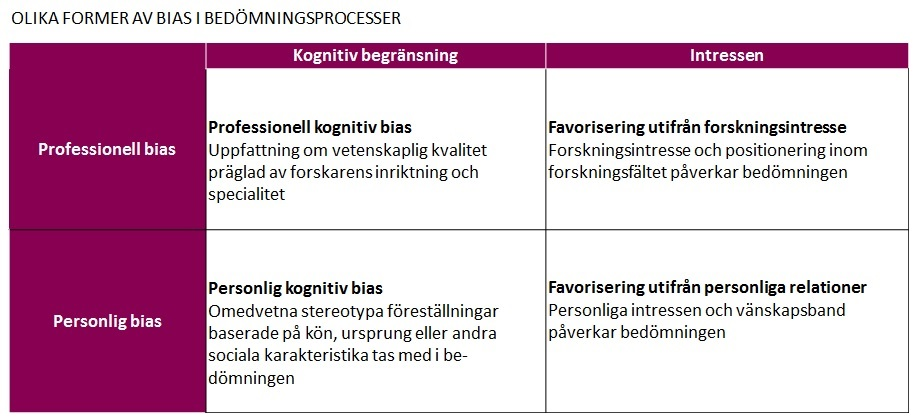 OLIKA FORMER AV BIAS I BEDÖMNINGSPROCESSER
Kognitiv begränsning
Intressen
Professionell bias
Professionell kognitiv bias
Uppfattning om vetenskaplig kvalitet
präglad av forskarens inriktning och
specialitet
Favorisering utifrån forskningsintresse
Forskningsintresse och positionering inom
forskningsfältet påverkar bedömningen
Personlig bias
Personlig kognitiv bias
Omedvetna stereotypa föreställningar
baserade på kön, ursprung eller andra
sociala karakteristika tas med i be-
dömningen
Favorisering utifrån personliga relationer
Personliga intressen och vänskapsband
påverkar bedömningen